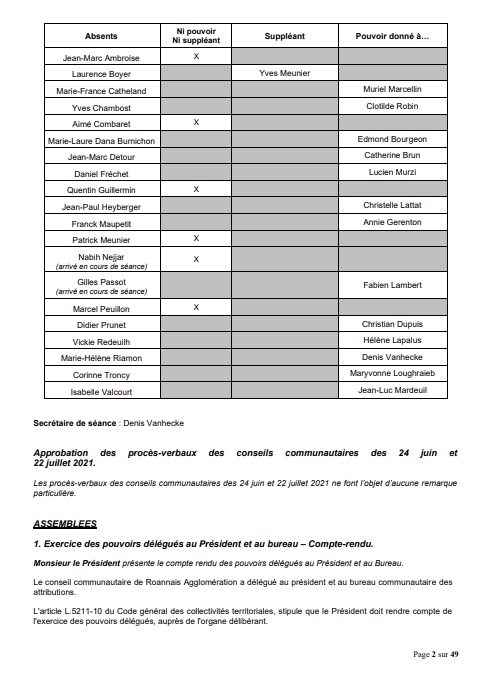 Absents Ni pouvoir Ni suppléant Suppléant Pouvoir donné à…
Jean-Marc Ambroise X
Laurence Boyer Yves Meunier
Marie-France Catheland Muriel Marcellin
Yves Chambost Clotilde Robin
Aimé Combaret X
Marie-Laure Dana Burnichon Edmond Bourgeon
Jean-Marc Detour Catherine Brun
Daniel Fréchet Lucien Murzi
Quentin Guillermin X
Jean-Paul Heyberger Christelle Lattat
Franck Maupetit Annie Gerenton
Patrick Meunier X
Nabih Nejjar X
(arrivé en cours de séance)
Gilles Passot Fabien Lambert
(arrivé en cours de séance)
Marcel Peuillon X
Didier Prunet Christian Dupuis
Vickie Redeuilh Hélène Lapalus
Marie-Hélène Riamon Denis Vanhecke
Corinne Troncy Maryvonne Loughraieb
Isabelle Valcourt Jean-Luc Mardeuil
Secrétaire de séance : Denis Vanhecke
Approbation des procès-verbaux des conseils communautaires des 24 juin et
22 juillet 2021.
Les procès-verbaux des conseils communautaires des 24 juin et 22 juillet 2021 ne font l'objet d'aucune remarque
particulière.
ASSEMBLEES
1. Exercice des pouvoirs délégués au Président et au bureau – Compte-rendu.
Monsieur le Président présente le compte rendu des pouvoirs délégués au Président et au Bureau.
Le conseil communautaire de Roannais Agglomération a délégué au président et au bureau communautaire des
attributions.
L'article L.5211-10 du Code général des collectivités territoriales, stipule que le Président doit rendre compte de
l'exercice des pouvoirs délégués, auprès de l'organe délibérant.
Page 2 sur 49